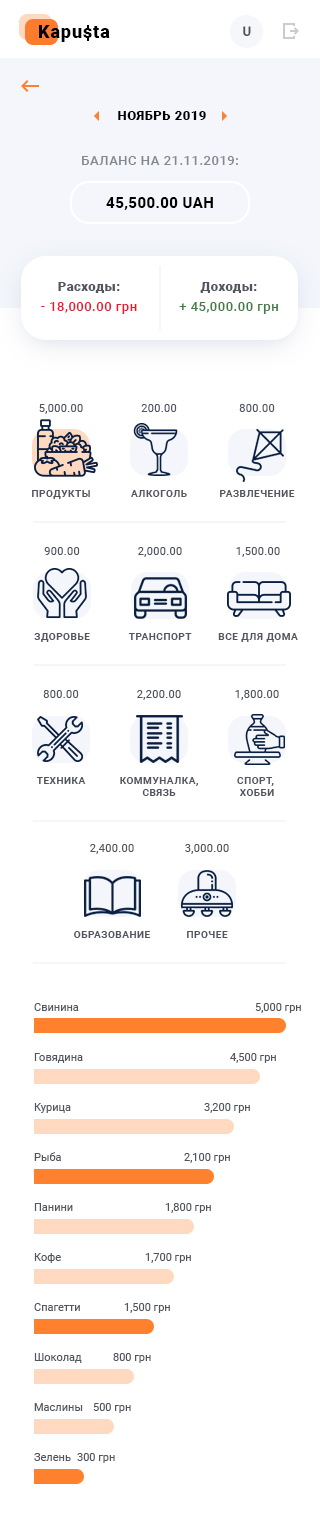 Kapu$ta
U
НОЯБРЬ 2019
БАЛАНС НА 21.11.2019:
45,500.00 UAH
Расходы: Доходы:
- 18,000.00 грн + 45,000.00 грн
5,000.00 200.00 800.00
ПРОДУКТЫ АЛКОГОЛЬ РАЗВЛЕЧЕНИЕ
900.00 2,000.00 1,500.00
ЗДОРОВЬЕ ТРАНСПОРТ ВСЕ ДЛЯ ДОМА
800.00 2,200.00 1,800.00
ТЕХНИКА КОММУНАЛКА, СПОРТ,
СВЯЗЬ ХОББИ
2,400.00 3,000.00
ОБРАЗОВАНИЕ ПРОЧЕЕ
Свинина 5,000 грн
Говядина 4,500 грн
Курица 3,200 грн
Рыба 2,100 грн
Панини 1,800 грн
Кофе 1,700 грн
Спагетти 1,500 грн
Шоколад 800 грн
Маслины 500 грн
Зелень 300 грн